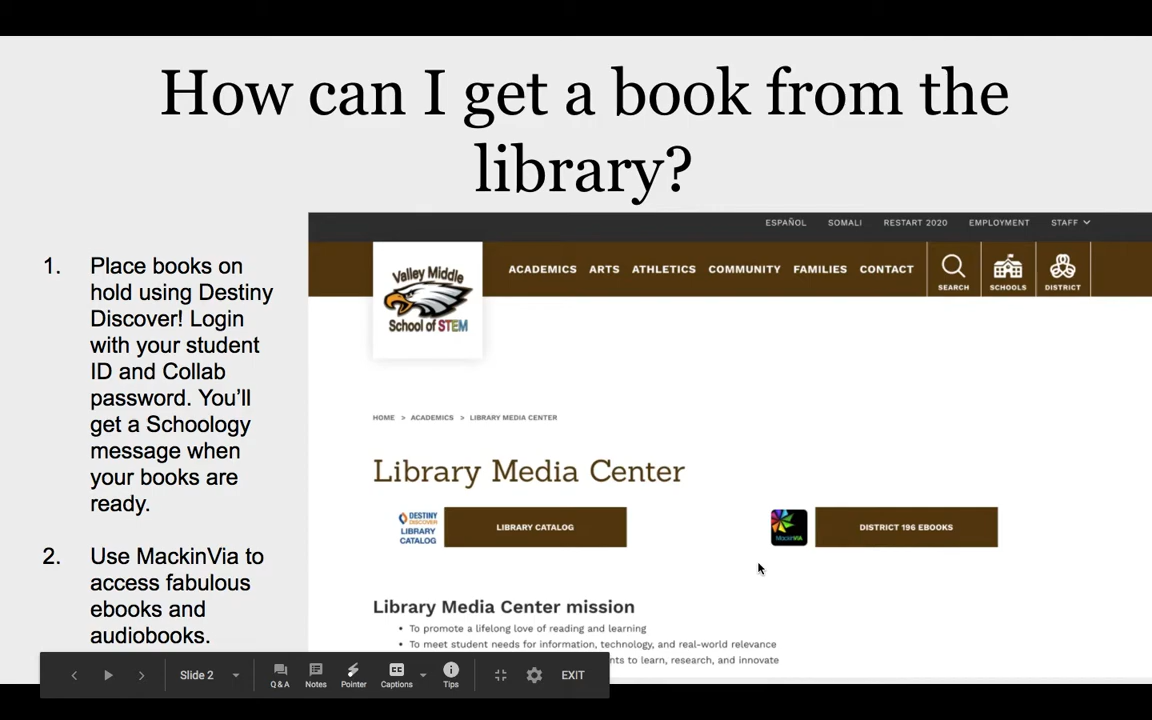 How can I get a book from the
library?
1. Place books on
hold using Destiny
Discover! Login
with your student
ID and Collab
password. You'll
get a Schoology
message when
your books are
ready.
2. Use MackinVia to
access fabulous
ebooks and
audiobooks.
ESPAÑOL SOMALI RESTART 2020 EMPLOYMENT STAFF
Valley Middle
School of STEM
ACADEMICS ARTS ATHLETICS COMMUNITY FAMILIES CONTACT
SEARCH SCHOOLS DISTRICT
HOME > ACADEMICS > LIBRARY MEDIA CENTER
Library Media Center
DESTINY
DISCOVER
LIBRARY
CATALOG
LIBRARY CATALOG
MackinVIA
DISTRICT 196 EBOOKS
Library Media Center mission
• To promote a lifelong love of reading and learning
• To meet student needs for information, technology, and real-world relevance
nts to learn, research, and innovate
Slide 2 Q & A Notes Pointer Captions Tips EXIT